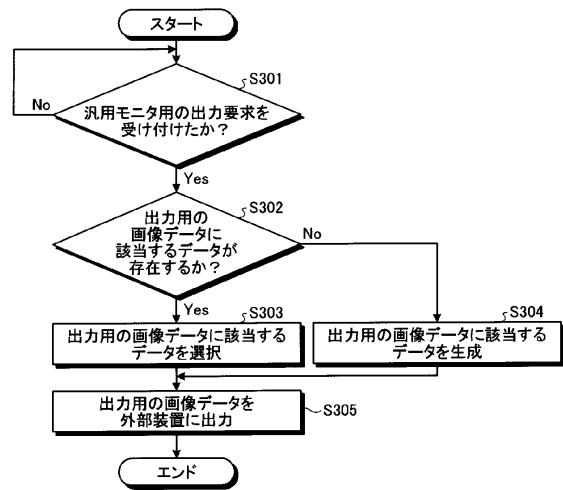 スタート
S301
No
汎用モニタ用の出力要求を
受け付けたか？
Yes
S302
出力用の
画像データに
該当するデータが
存在するか？
No
Yes
S303
出力用の画像データに該当する
データを選択
S304
出力用の画像データに該当する
データを生成
出力用の画像データを
外部装置に出力
S305
エンド